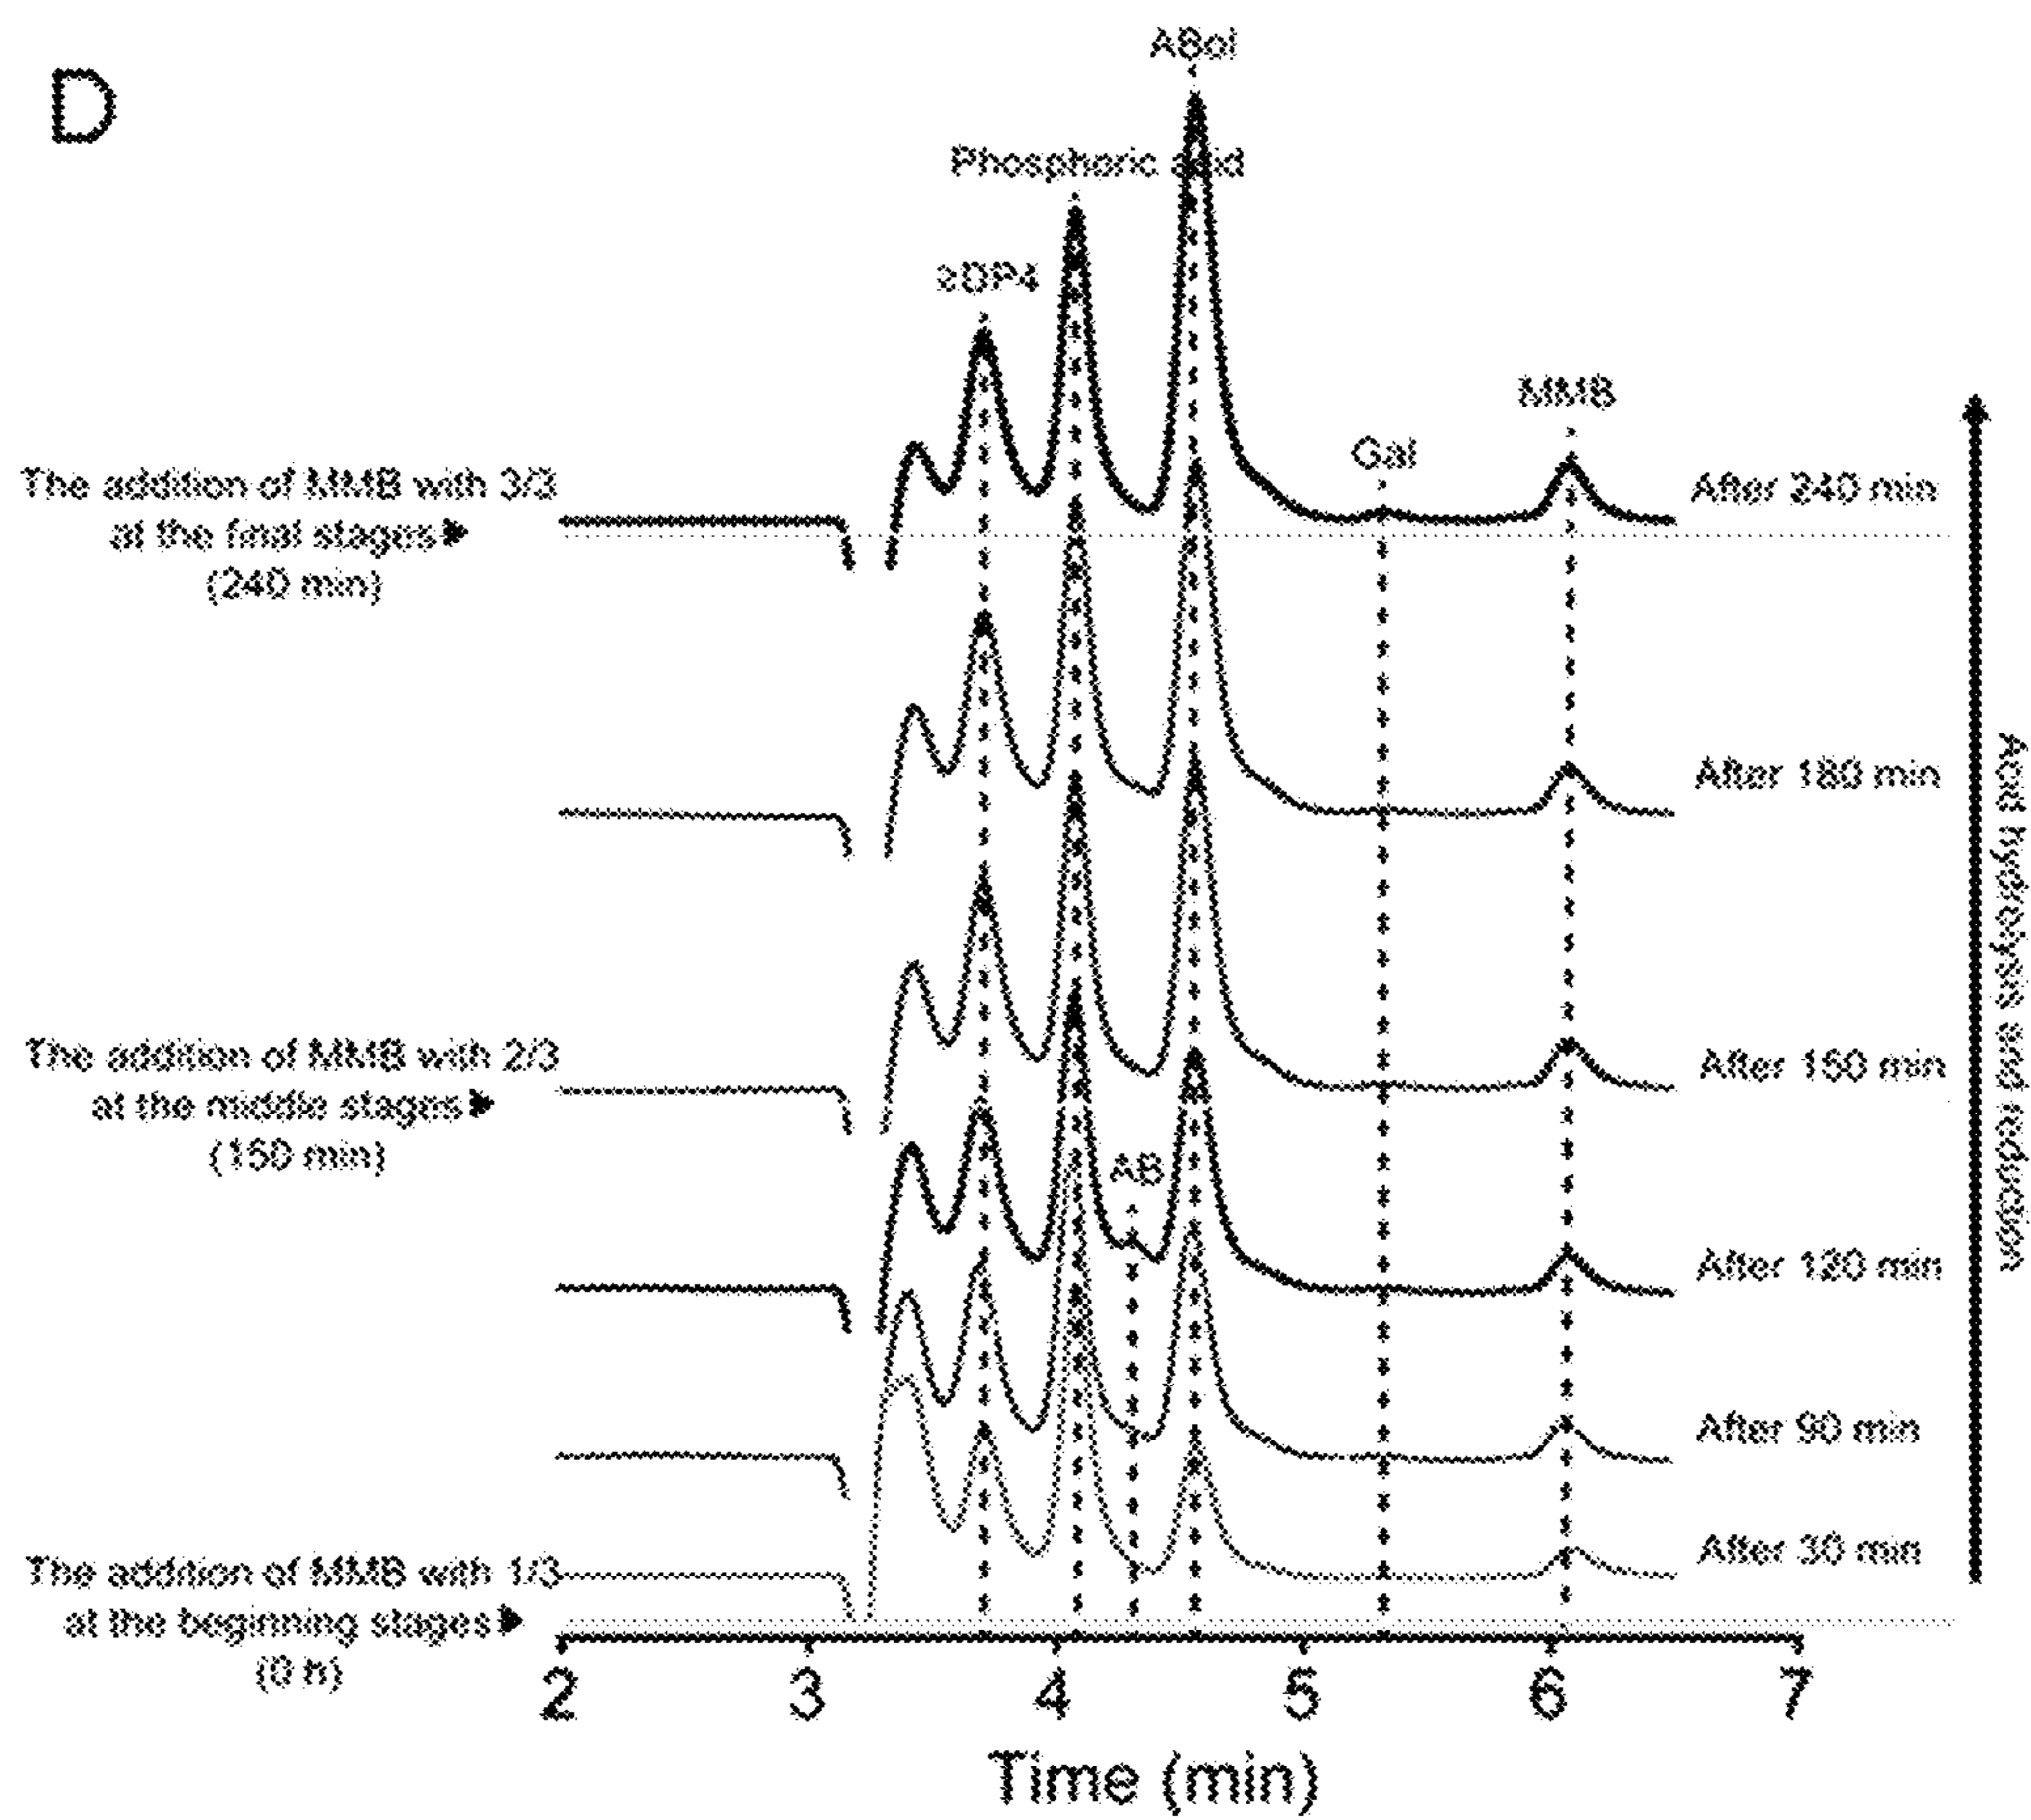 D
ABol
Phosphoric acid
aDP4
MMB
Gal
The addition of MMB with 3/3
at the final stages
(240 min)
After 240 min
After 180 min
The addition of MMB with 2/3
at the middle stages
(150 min)
After 150 min
AB
After 120 min
After 90 min
The addition of MMB with 1/3
at the beginning stages
(0 h)
After 30 min
Acid hydrolysis and reduction
2 3 4 5 6 7
Time (min)